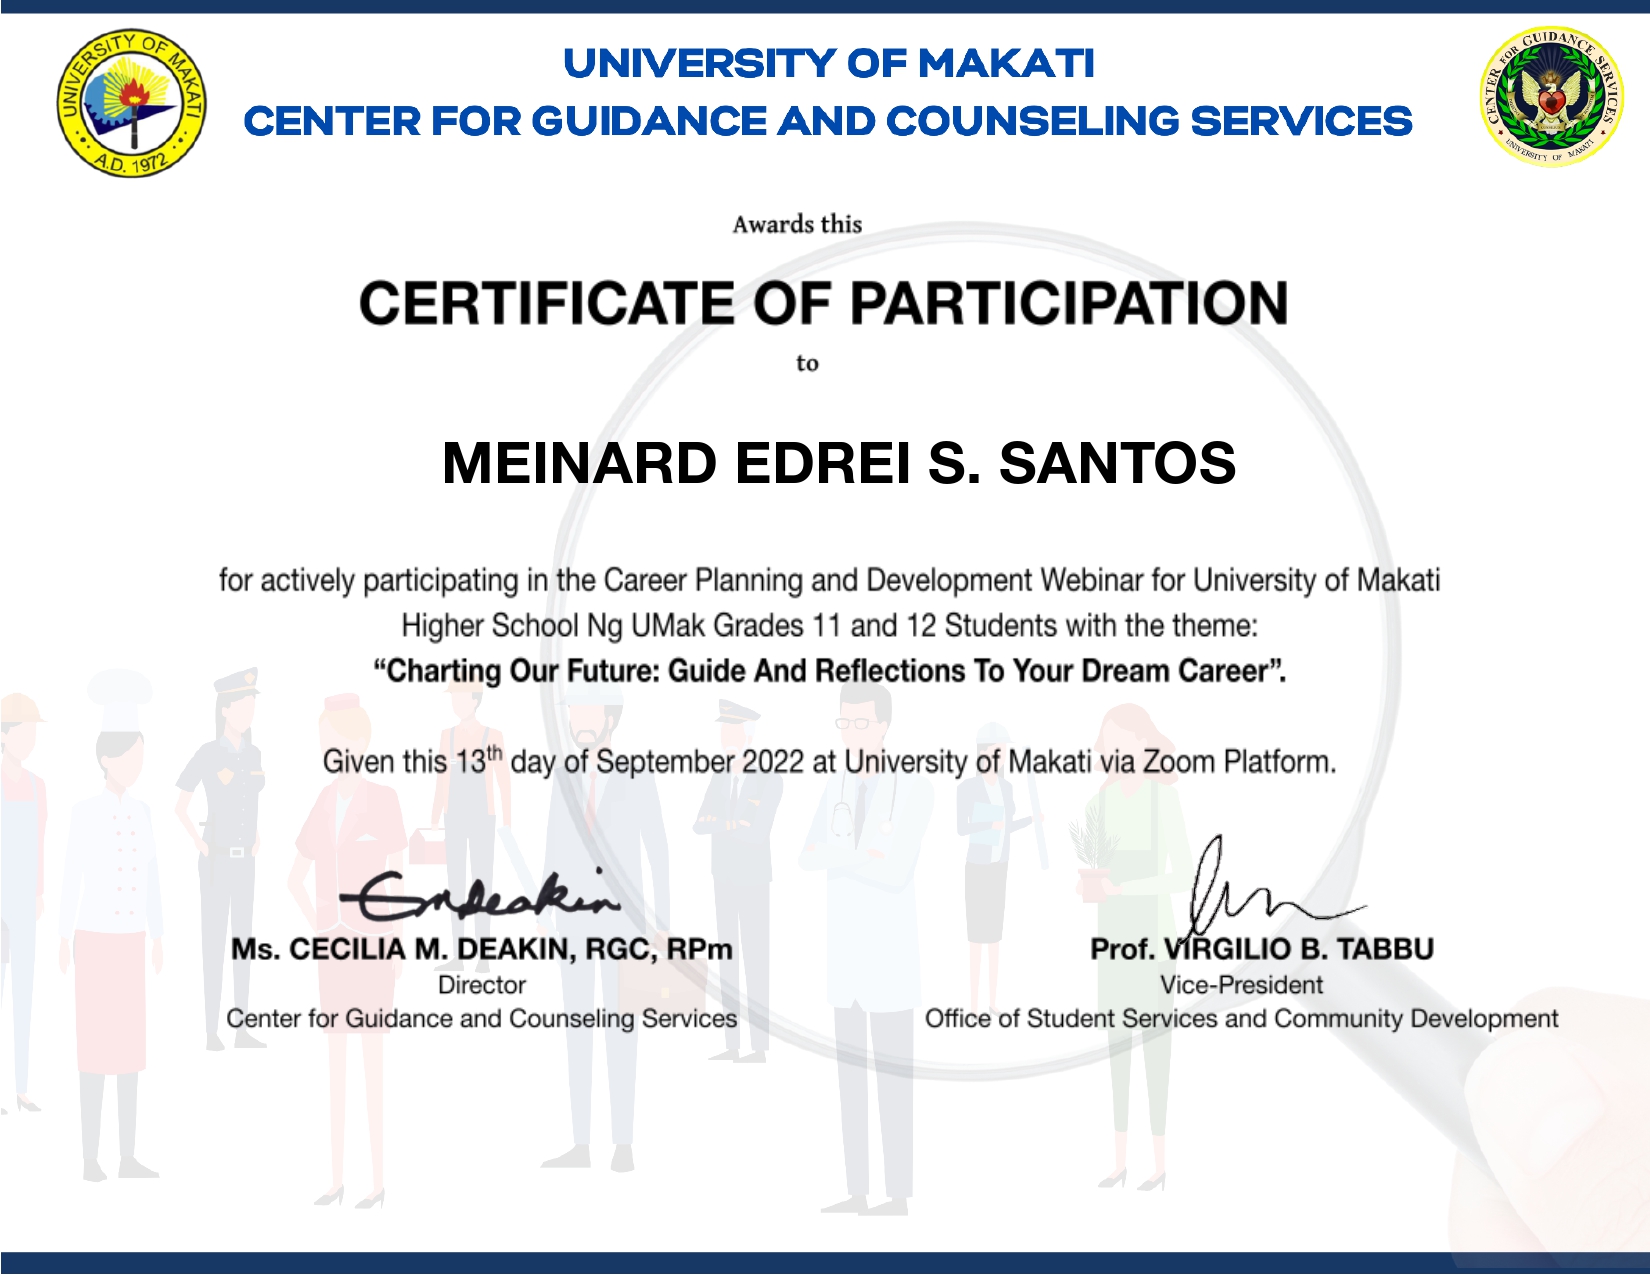 UNIVERSITY OF MAKATI
CENTER FOR GUIDANCE AND COUNSELING SERVICES
UNIVERSITY OF MAKATI
A.D. 1972
CENTER FOR GUIDANCE SERVICES
UNIVERSITY OF MAKATI
Awards this
CERTIFICATE OF PARTICIPATION
to
MEINARD EDREI S. SANTOS
for actively participating in the Career Planning and Development Webinar for University of Makati
Higher School Ng UMak Grades 11 and 12 Students with the theme:
“Charting Our Future: Guide And Reflections To Your Dream Career”.
Given this 13th day of September 2022 at University of Makati via Zoom Platform.
Ms. CECILIA M. DEAKIN, RGC, RPm
Director
Center for Guidance and Counseling Services
Prof. VIRGILIO B. TABBU
Vice-President
Office of Student Services and Community Development